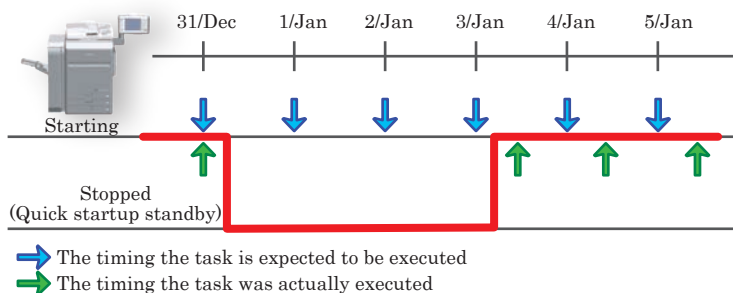 31/Dec 1/Jan 2/Jan 3/Jan 4/Jan 5/Jan
Starting
Stopped
(Quick startup standby)
The timing the task is expected to be executed
The timing the task was actually executed